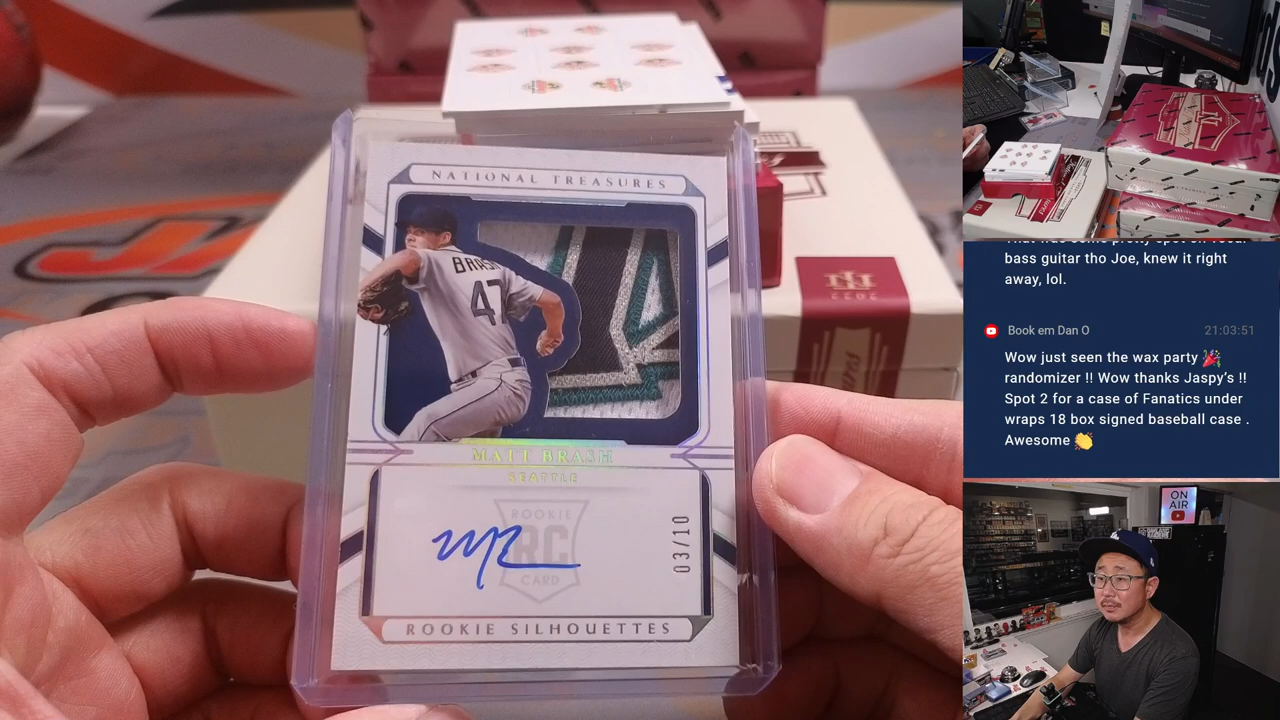 NATIONAL TREASURES
BRASH
47
MATT BRASH
SEATTLE
ROOKIE
RC
CARD
03/10
ROOKIE SILHOUETTES
2022
bass guitar tho Joe, knew it right
away, lol.
Book em Dan O
21:03:51
Wow just seen the wax party 🎉
randomizer !! Wow thanks Jaspy's !!
Spot 2 for a case of Fanatics under
wraps 18 box signed baseball case .
Awesome 👏
ON
AIR